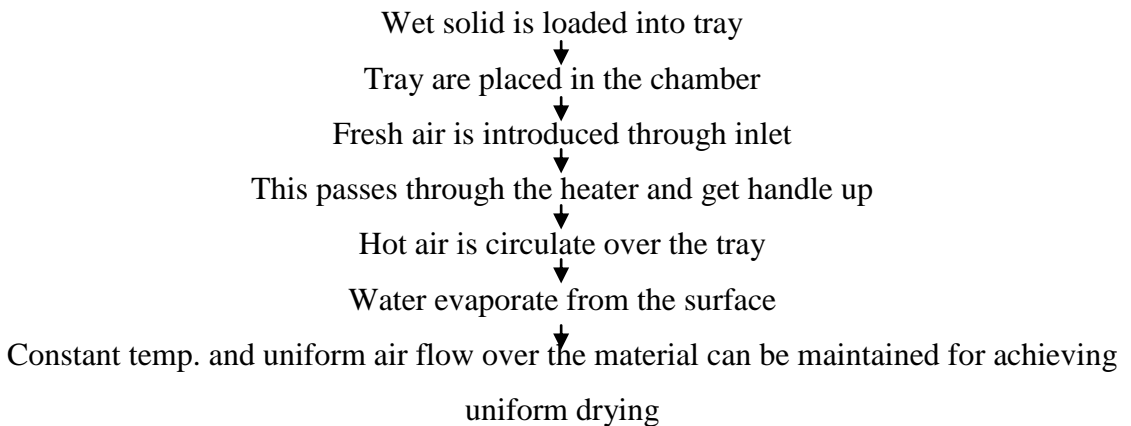 Wet solid is loaded into tray
Tray are placed in the chamber
Fresh air is introduced through inlet
This passes through the heater and get handle up
Hot air is circulate over the tray
Water evaporate from the surface
Constant temp. and uniform air flow over the material can be maintained for achieving
uniform drying